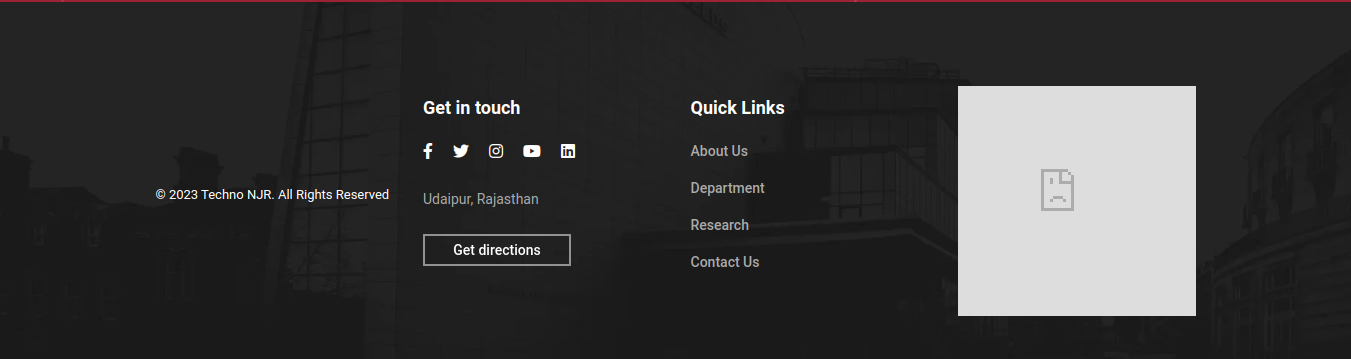 © 2023 Techno NJR. All Rights Reserved
Get in touch
Udaipur, Rajasthan
Get directions
Quick Links
About Us
Department
Research
Contact Us